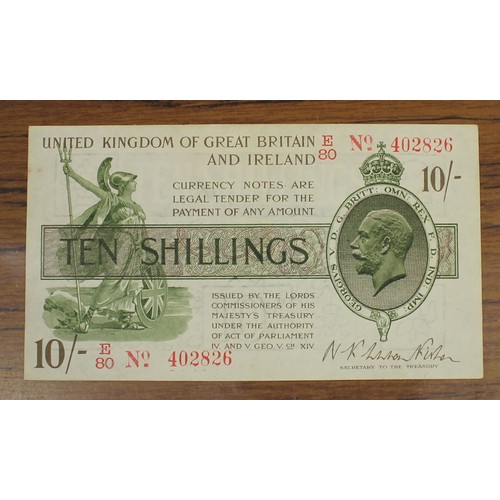 UNITED KINGDOM OF GREAT BRITAIN
AND IRELAND
E/80 No. 402826
CURRENCY NOTES ARE
LEGAL TENDER FOR THE
PAYMENT OF ANY AMOUNT
10/-
TEN SHILLINGS
GEORGIVS V D. G. BRITT: OMN: REX F. D. IND: IMP:
ISSUED BY THE LORDS
COMMISSIONERS OF HIS
MAJESTY'S TREASURY
UNDER THE AUTHORITY
OF ACT OF PARLIAMENT
IV. AND V. GEO. V. CH. XIV.
10/- E/80 No. 402826
SECRETARY TO THE TREASURY